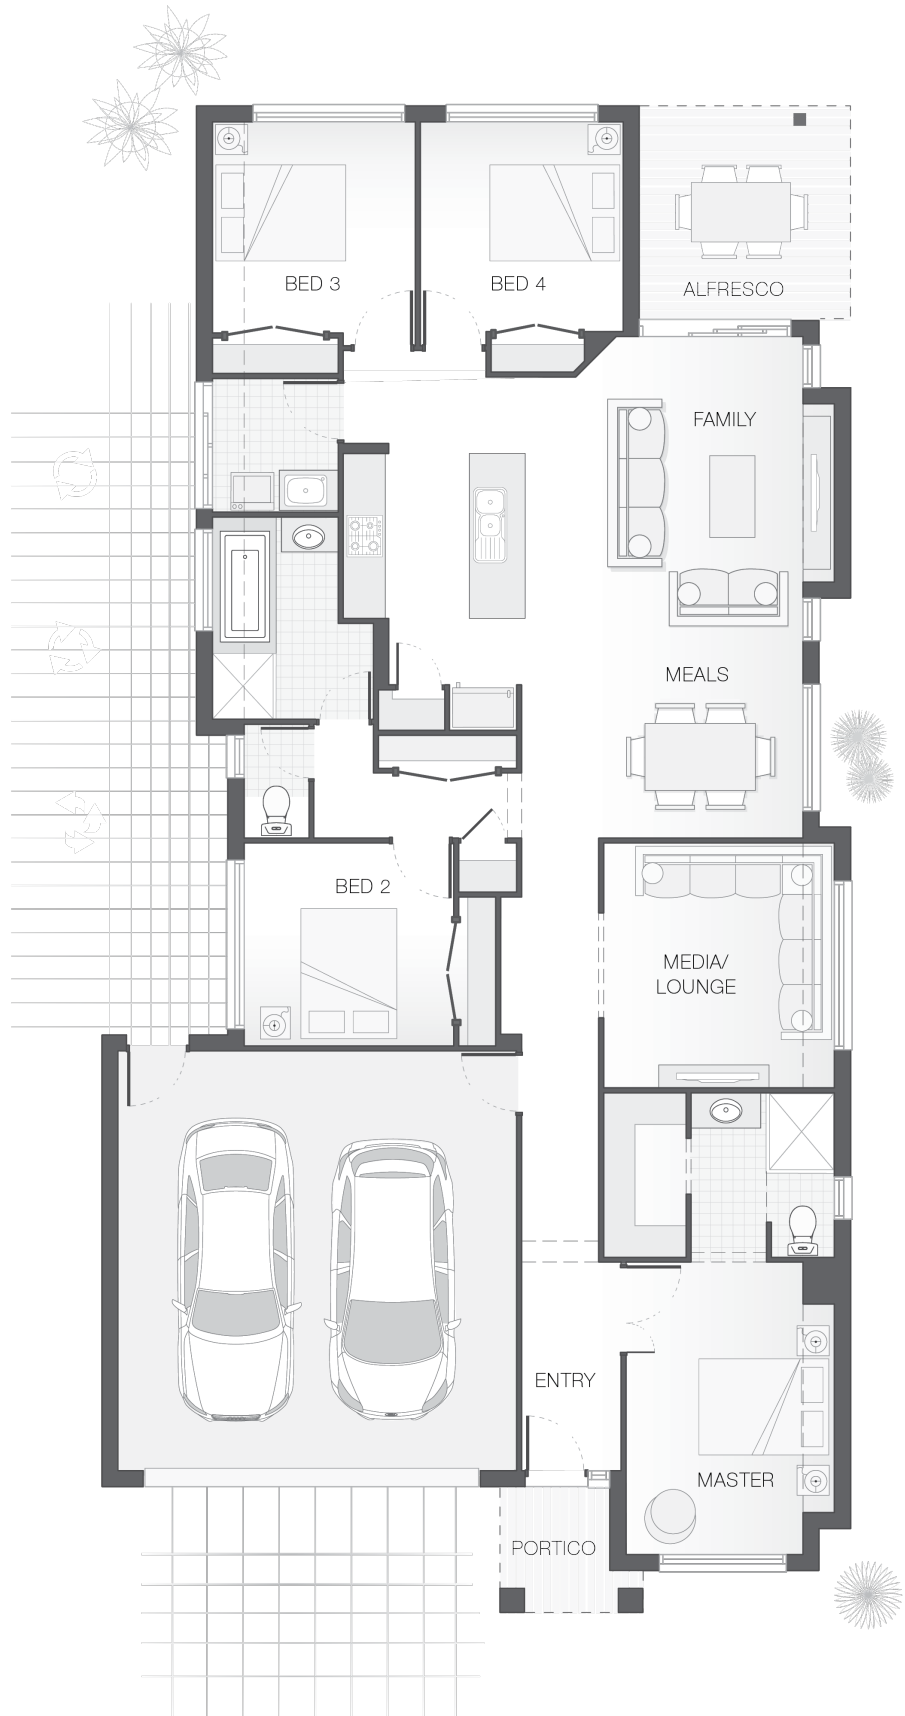 BED 3
BED 4
ALFRESCO
FAMILY
MEALS
BED 2
MEDIA/
LOUNGE
ENTRY
MASTER
PORTICO